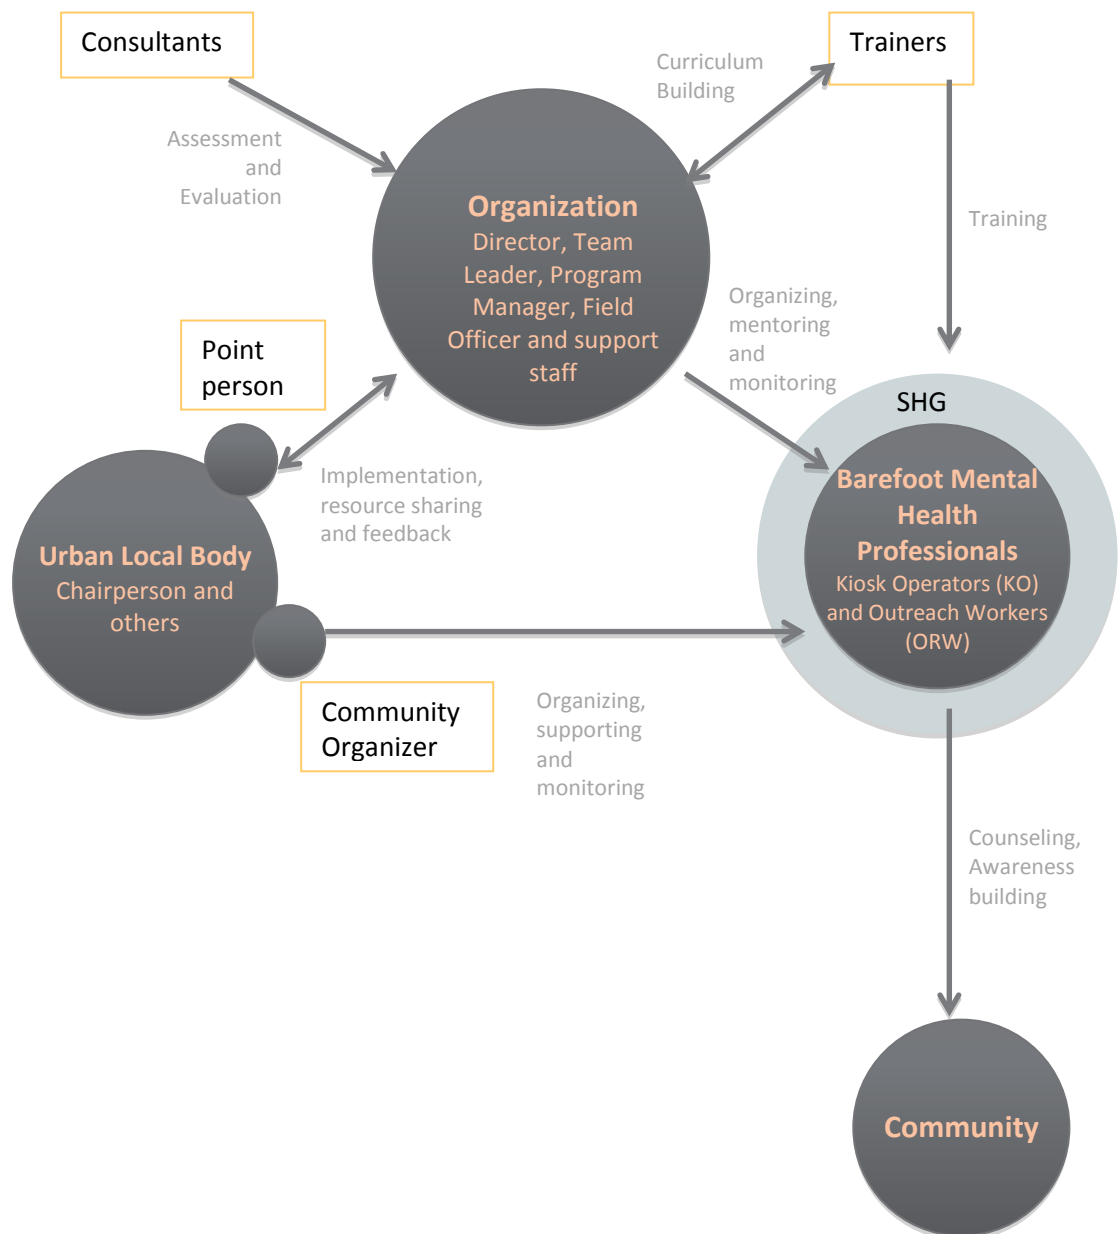 Consultants
Trainers
Curriculum
Building
Assessment
and
Evaluation
Organization
Director, Team
Leader, Program
Manager, Field
Officer and support
staff
Training
Organizing,
mentoring
and
monitoring
Point
person
SHG
Implementation,
resource sharing
and feedback
Barefoot Mental
Health
Professionals
Kiosk Operators (KO)
and Outreach Workers
(ORW)
Urban Local Body
Chairperson and
others
Community
Organizer
Organizing,
supporting
and
monitoring
Counseling,
Awareness
building
Community